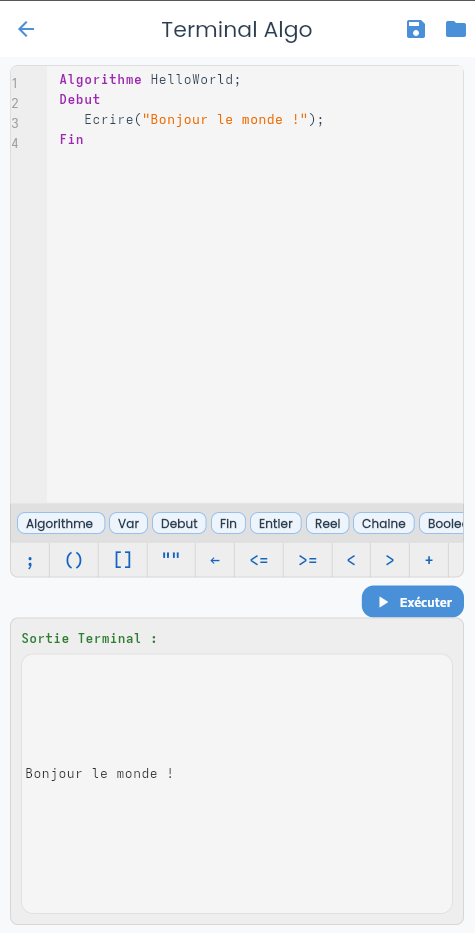 Terminal Algo
1 Algorithme HelloWorld;
2 Debut
3 Ecrire("Bonjour le monde !");
4 Fin
Algorithme Var Debut Fin Entier Reel Chaine
; () [] "" ← <= >= < > +
Exécuter
Sortie Terminal :
Bonjour le monde !